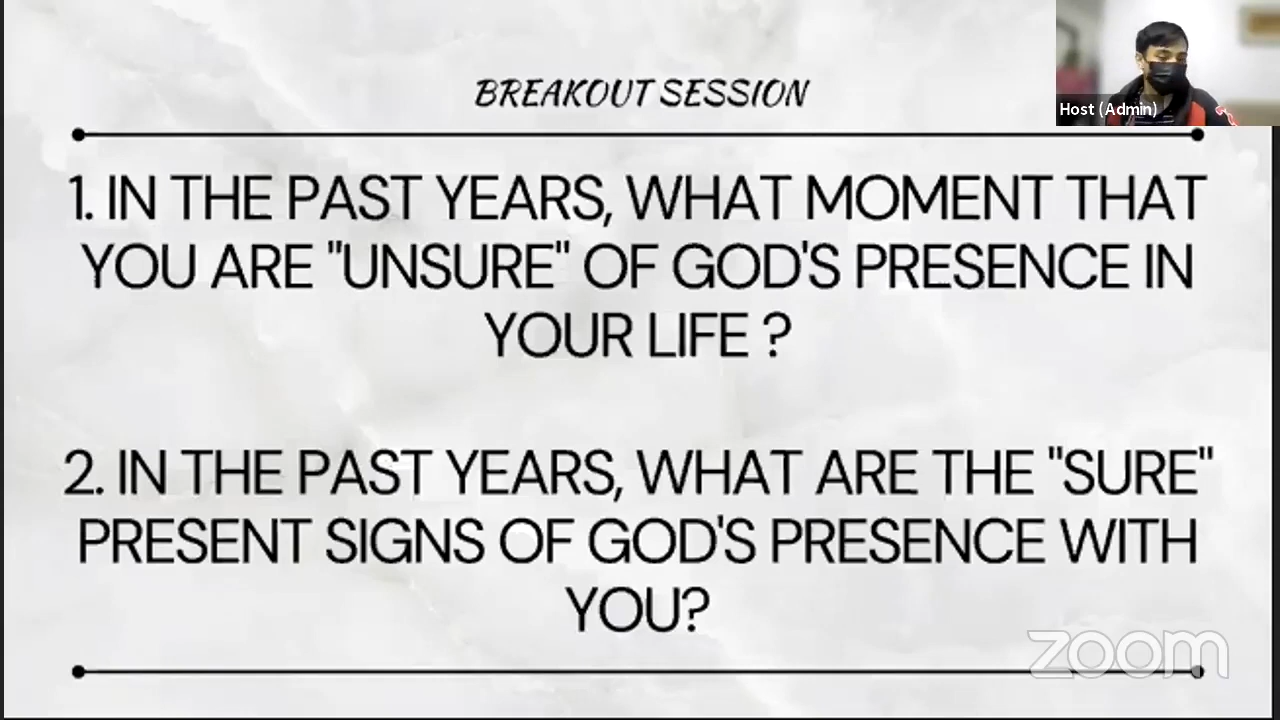 BREAKOUT SESSION
Host (Admin)
1. IN THE PAST YEARS, WHAT MOMENT THAT
YOU ARE "UNSURE" OF GOD'S PRESENCE IN
YOUR LIFE ?
2. IN THE PAST YEARS, WHAT ARE THE "SURE"
PRESENT SIGNS OF GOD'S PRESENCE WITH
YOU?
zoom